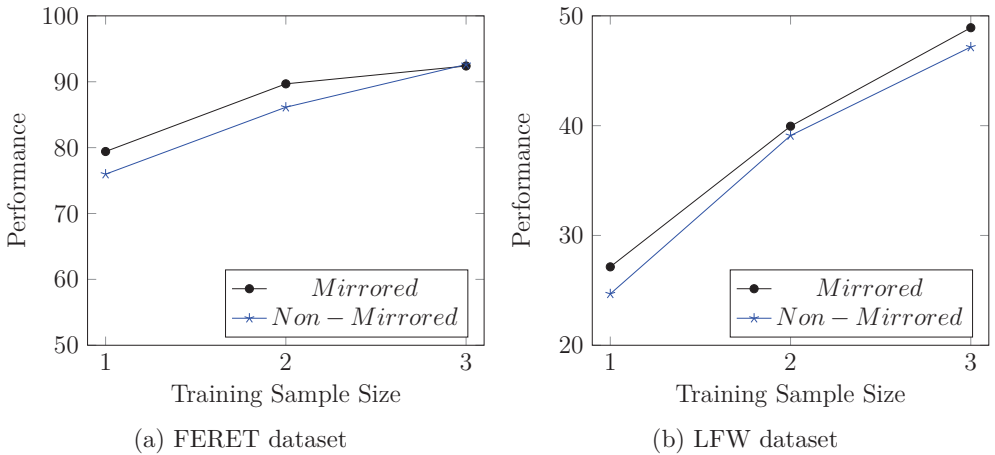 100
90
80
70
60
50
Performance
1
2
3
Training Sample Size
Mirrored
Non − Mirrored
(a) FERET dataset
50
40
30
20
Performance
1
2
3
Training Sample Size
Mirrored
Non − Mirrored
(b) LFW dataset